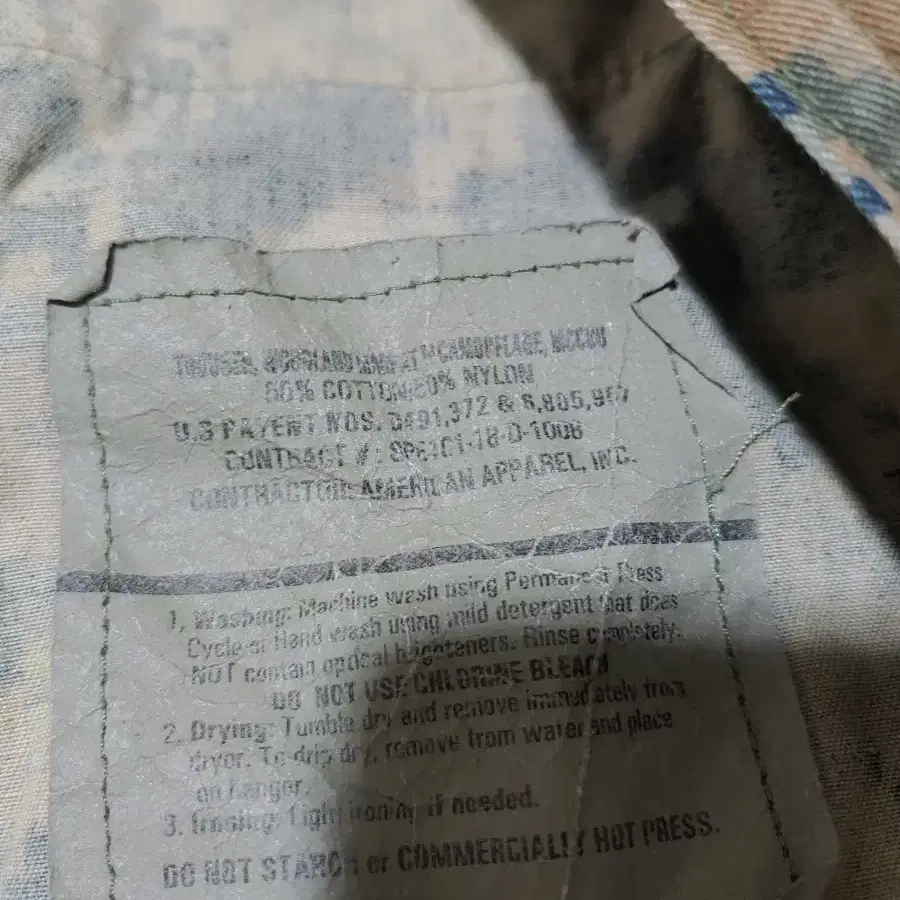 TROUSER, WOODLAND MARPAT™ CAMOUFLAGE, MCCUU
50% COTTON/50% NYLON
U.S PATENT NOS. D491,372 & 6,805,957
CONTRACT #: SPE1C1-18-D-1008
CONTRACTOR: AMERICAN APPAREL, INC.
1. Washing: Machine wash using Permanent Press
Cycle or Hand wash using mild detergent that does
NOT contain optical brighteners. Rinse completely.
DO NOT USE CHLORINE BLEACH
2. Drying: Tumble dry and remove immediately from
dryer. To drip dry, remove from water and place
on hanger.
3. Ironing: Light ironing if needed.
DO NOT STARCH or COMMERCIALLY HOT PRESS.